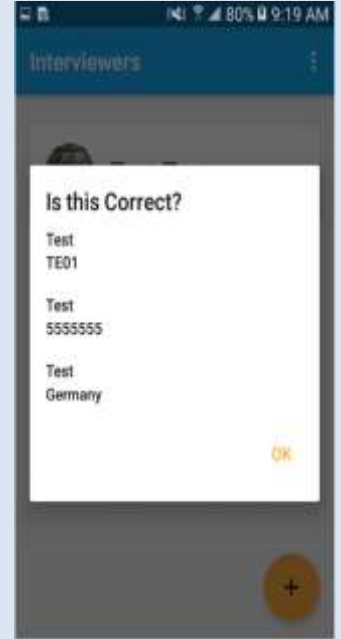 80% 9:19 AM
Interviewers
Is this Correct?
Test
TE01
Test
5555555
Test
Germany
OK
+